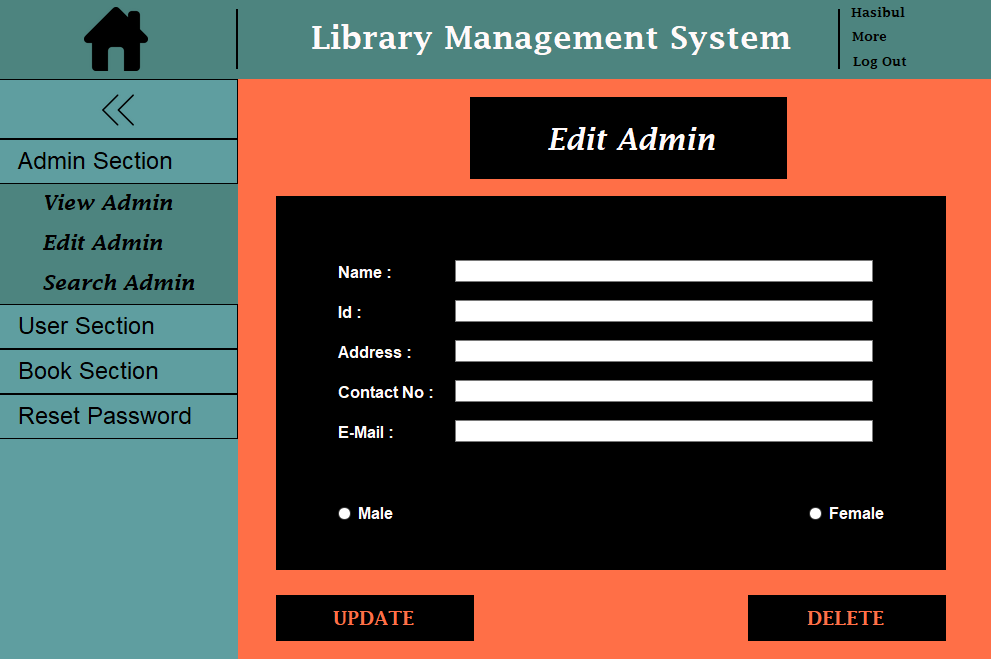 Library Management System
Hasibul
More
Log Out
Admin Section
View Admin
Edit Admin
Search Admin
User Section
Book Section
Reset Password
Edit Admin
Name :
Id :
Address :
Contact No :
E-Mail :
Male
Female
UPDATE
DELETE